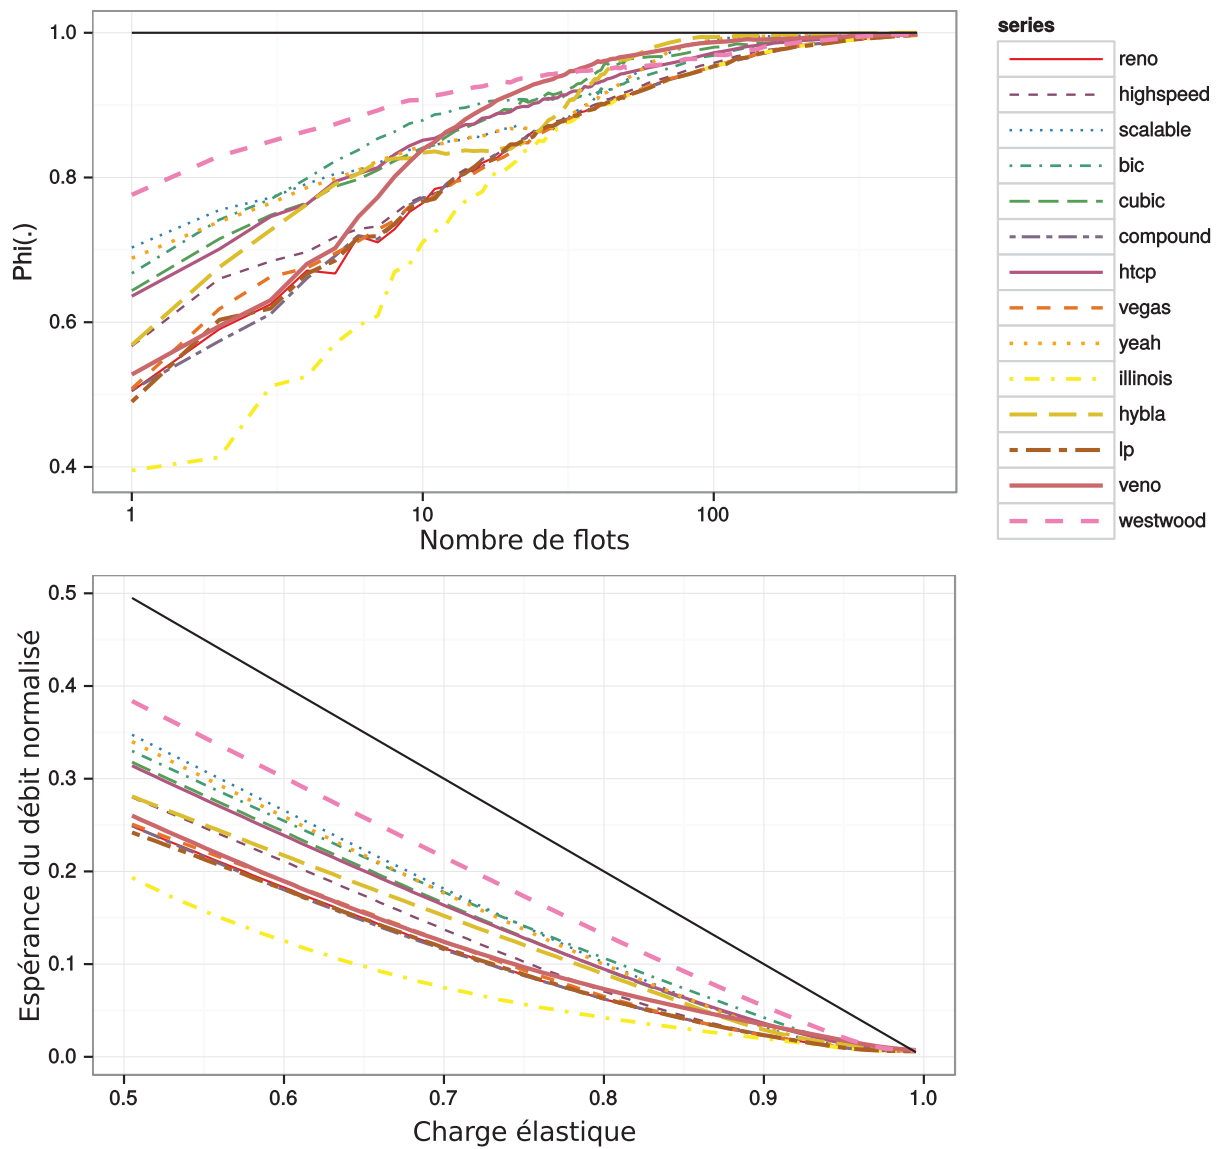 1.0
0.8
0.6
0.4
Phi(.)
1
10
100
Nombre de flots
series
reno
highspeed
scalable
bic
cubic
compound
htcp
vegas
yeah
illinois
hybla
lp
veno
westwood
0.5
0.4
0.3
0.2
0.1
0.0
Espérance du débit normalisé
0.5
0.6
0.7
0.8
0.9
1.0
Charge élastique